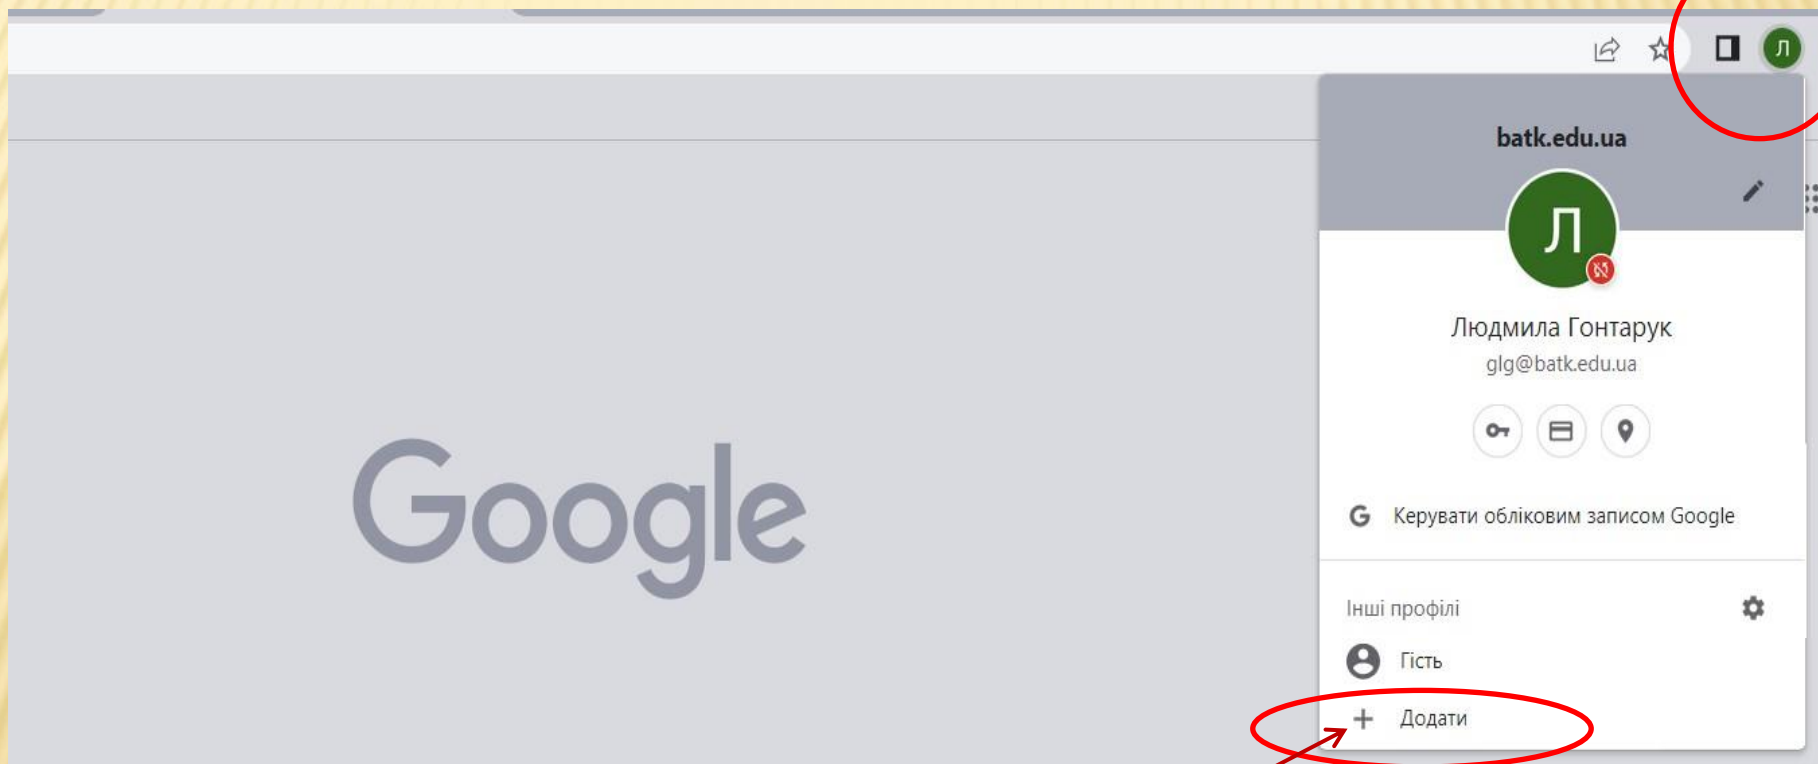 Л
batk.edu.ua
Л
Людмила Гонтарук
glg@batk.edu.ua
Google
G Керувати обліковим записом Google
Інші профілі
Гість
+ Додати